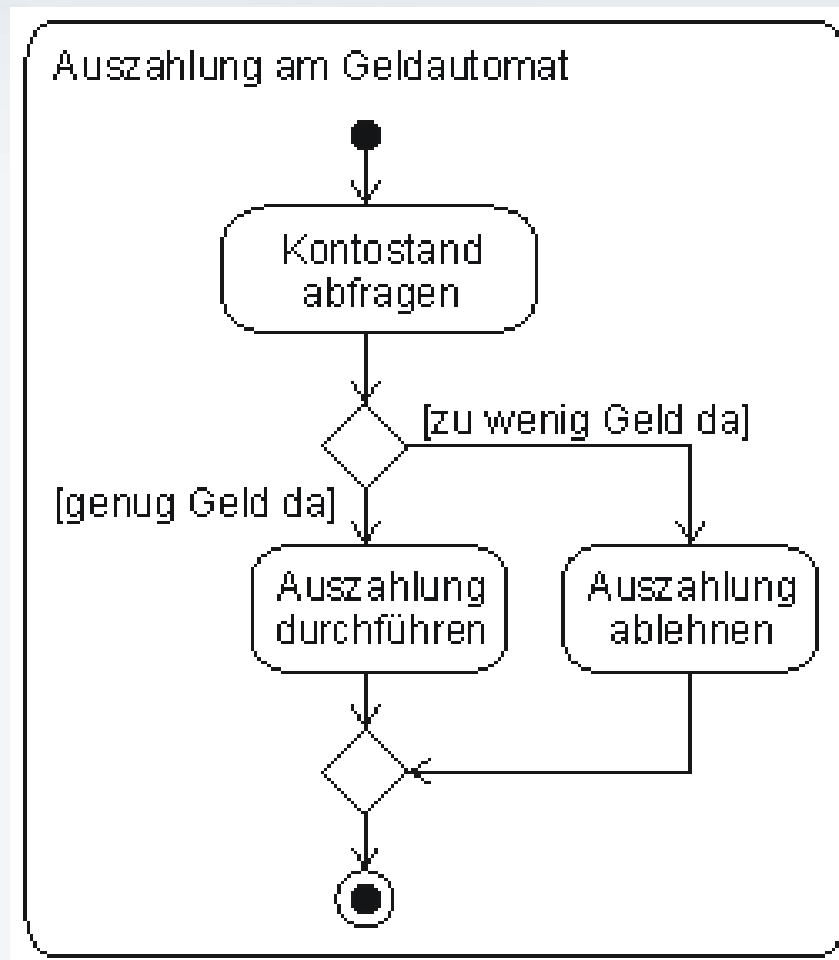 Auszahlung am Geldautomat
Kontostand
abfragen
[zu wenig Geld da]
[genug Geld da]
Auszahlung
durchführen
Auszahlung
ablehnen